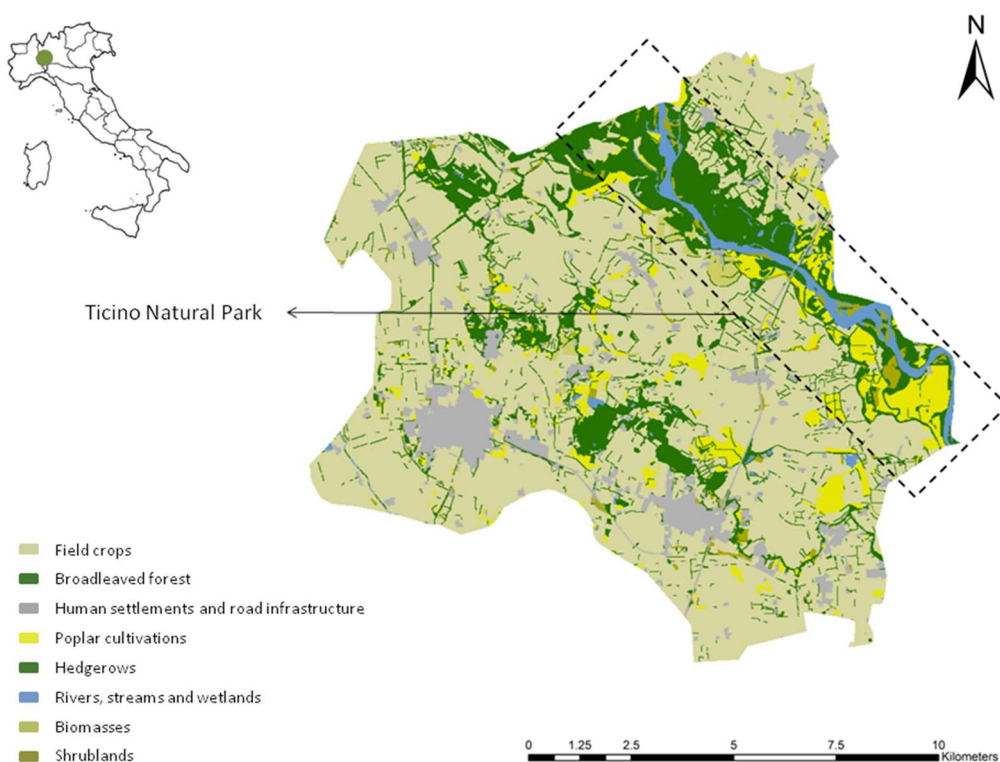 N
Ticino Natural Park
Field crops
Broadleaved forest
Human settlements and road infrastructure
Poplar cultivations
Hedgerows
Rivers, streams and wetlands
Biomasses
Shrublands
0 1.25 2.5 5 7.5 10
Kilometers